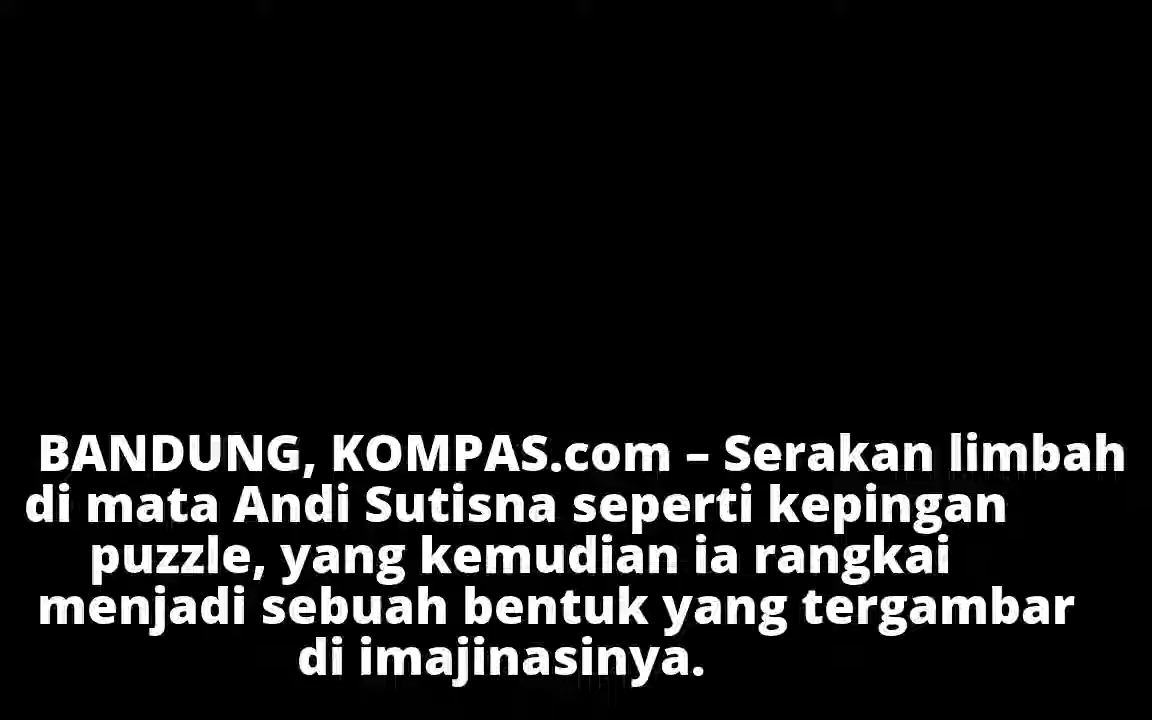 BANDUNG, KOMPAS.com – Serakan limbah
di mata Andi Sutisna seperti kepingan
puzzle, yang kemudian ia rangkai
menjadi sebuah bentuk yang tergambar
di imajinasinya.